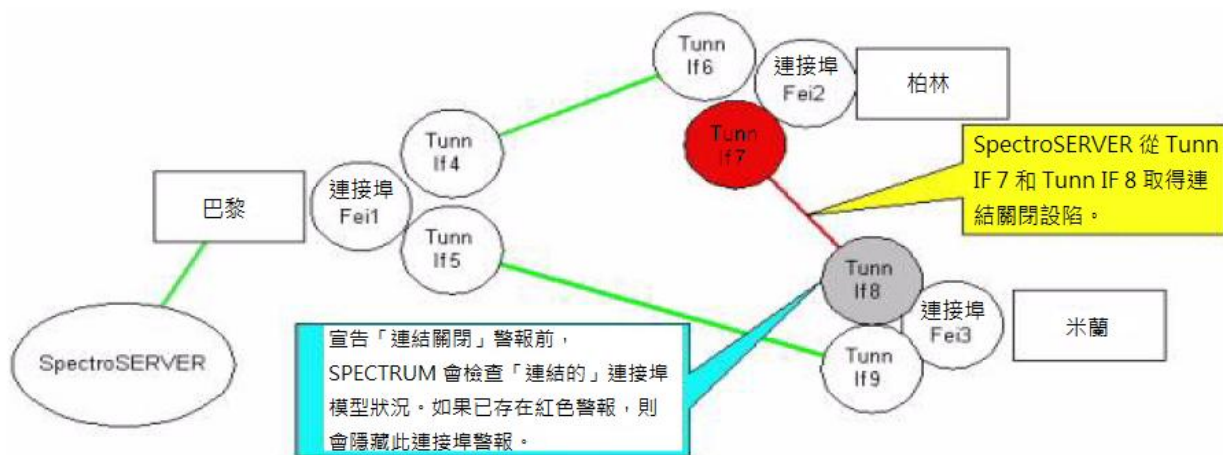 Tunn
If6
連接埠
Fei2
柏林
Tunn
If7
Tunn
If4
SpectroSERVER 從 Tunn
IF 7 和 Tunn IF 8 取得連
結關閉設陷。
巴黎
連接埠
Fei1
Tunn
If5
Tunn
If8
連接埠
Fei3
米蘭
宣告「連結關閉」警報前，
SPECTRUM 會檢查「連結的」連接埠
模型狀況。如果已存在紅色警報，則
會隱藏此連接埠警報。
SpectroSERVER
Tunn
If9